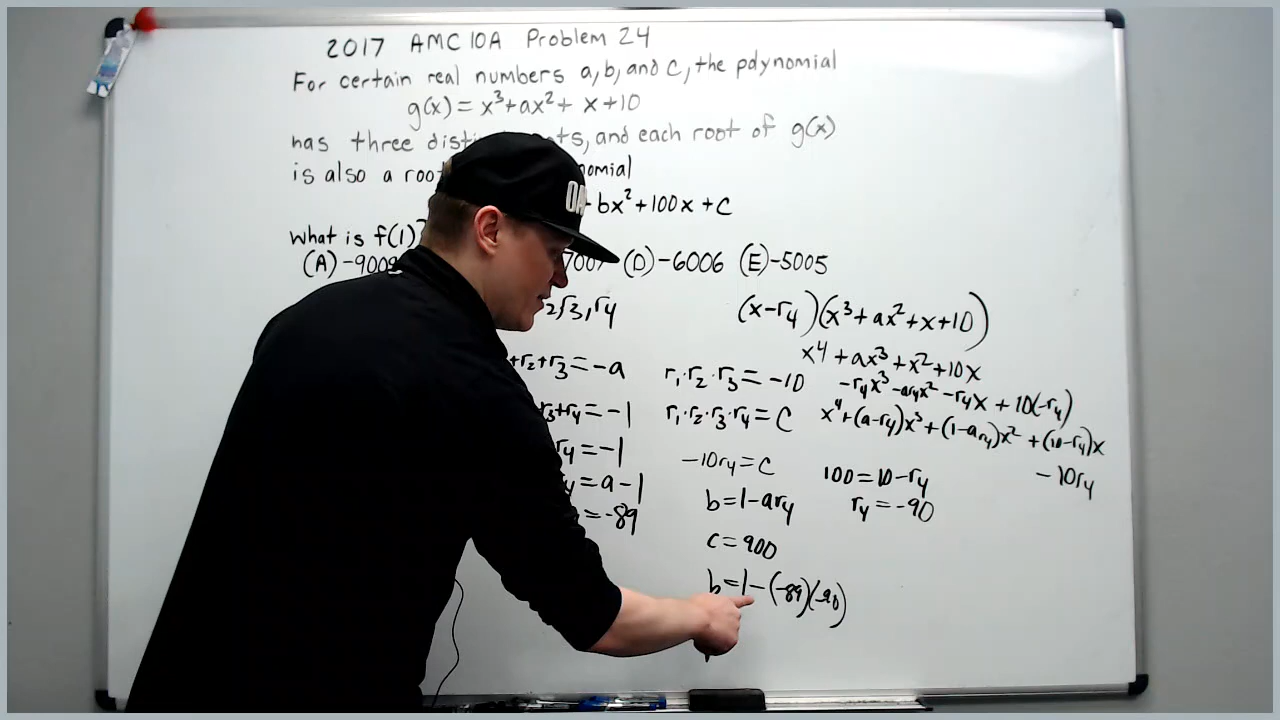 2017 AMC 10A Problem 24
For certain real numbers a, b, and c, the polynomial
g(x) = x³+ax²+ x+10
has three disti ts, and each root of g(x)
is also a root nomial
bx²+100x+C
what is f(1)?
(A) -9009 7007 (D) -6006 (E) -5005
2, r3, r4 (x-r4)(x³+ax²+x+10)
x⁴+ax³+x²+10x
+r2+r3=-a r1·r2·r3=-10 -r4x³-ar4x²-r4x+10(-r4)
r3+r4=-1 r1·r2·r3·r4=C x⁴+(a-r4)x³+(1-ar4)x²+(10-r4)x
r4=-1 -10r4=C 100=10-r4 -10r4
=a-1 b=1-ar4 r4=-90
=-89
c=900
b=1-(-89)(-90)
OA